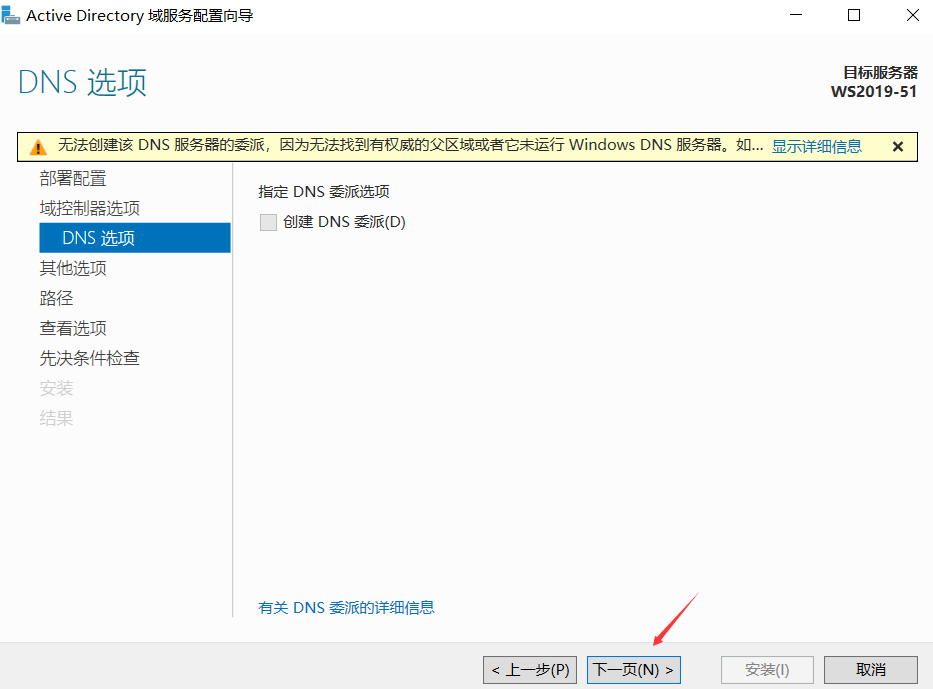 Active Directory 域服务配置向导
DNS 选项
目标服务器
WS2019-51
无法创建该 DNS 服务器的委派，因为无法找到有权威的父区域或者它未运行 Windows DNS 服务器。如... 显示详细信息
部署配置
域控制器选项
DNS 选项
其他选项
路径
查看选项
先决条件检查
安装
结果
指定 DNS 委派选项
创建 DNS 委派(D)
有关 DNS 委派的详细信息
< 上一步(P) 下一页(N) > 安装(I) 取消